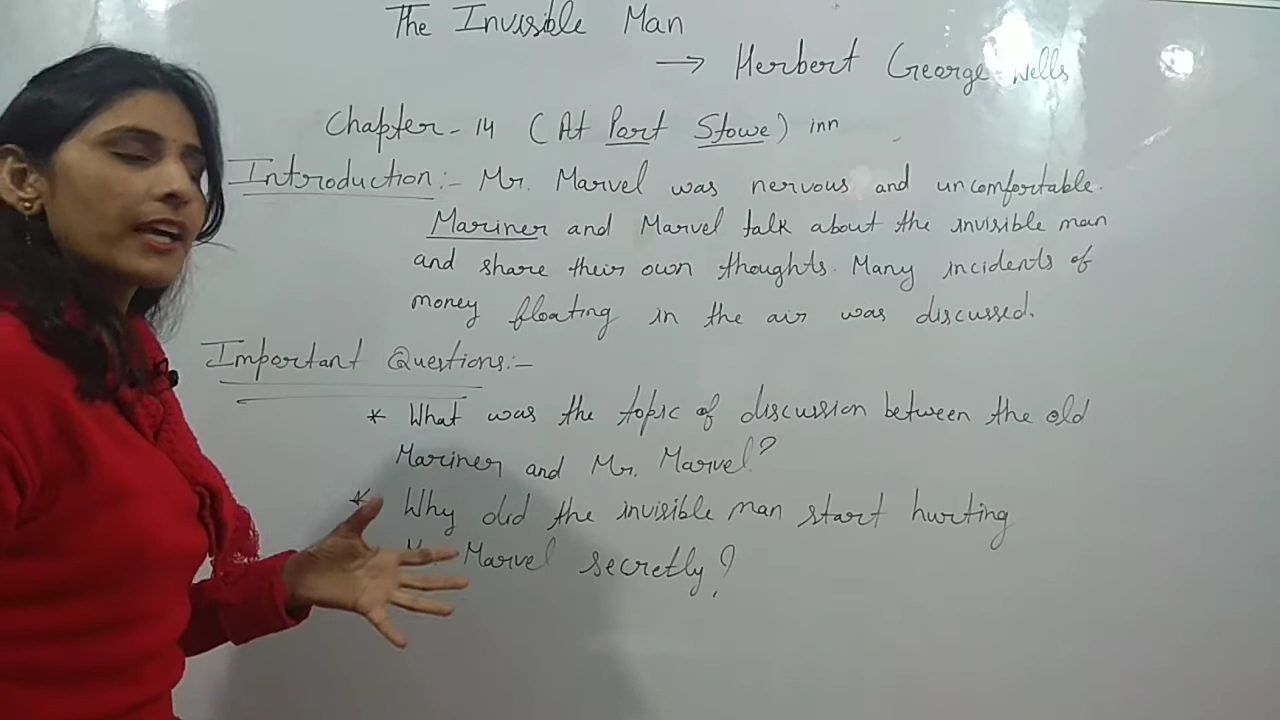 The Invisible Man
→ Herbert George Wells
Chapter - 14 (At Port Stowe) inn
Introduction:- Mr. Marvel was nervous and uncomfortable.
Mariner and Marvel talk about the invisible man
and share their own thoughts. Many incidents of
money floating in the air was discussed.
Important Questions:-
* What was the topic of discussion between the old
Mariner and Mr. Marvel?
* Why did the invisible man start hurting
Marvel secretly?